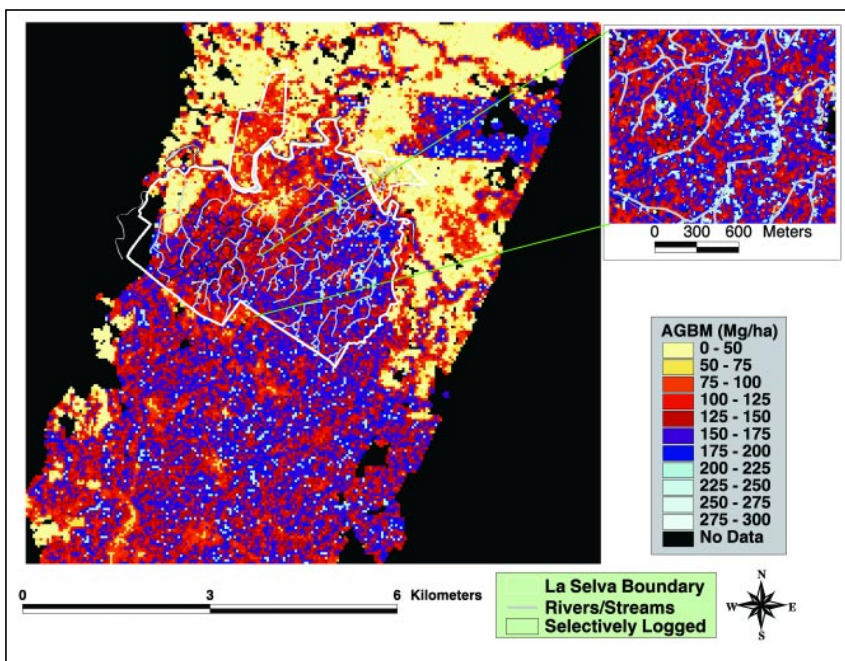 0 300 600 Meters
AGBM (Mg/ha)
0 - 50
50 - 75
75 - 100
100 - 125
125 - 150
150 - 175
175 - 200
200 - 225
225 - 250
250 - 275
275 - 300
No Data
0 3 6 Kilometers
La Selva Boundary
Rivers/Streams
Selectively Logged
N
W E
S